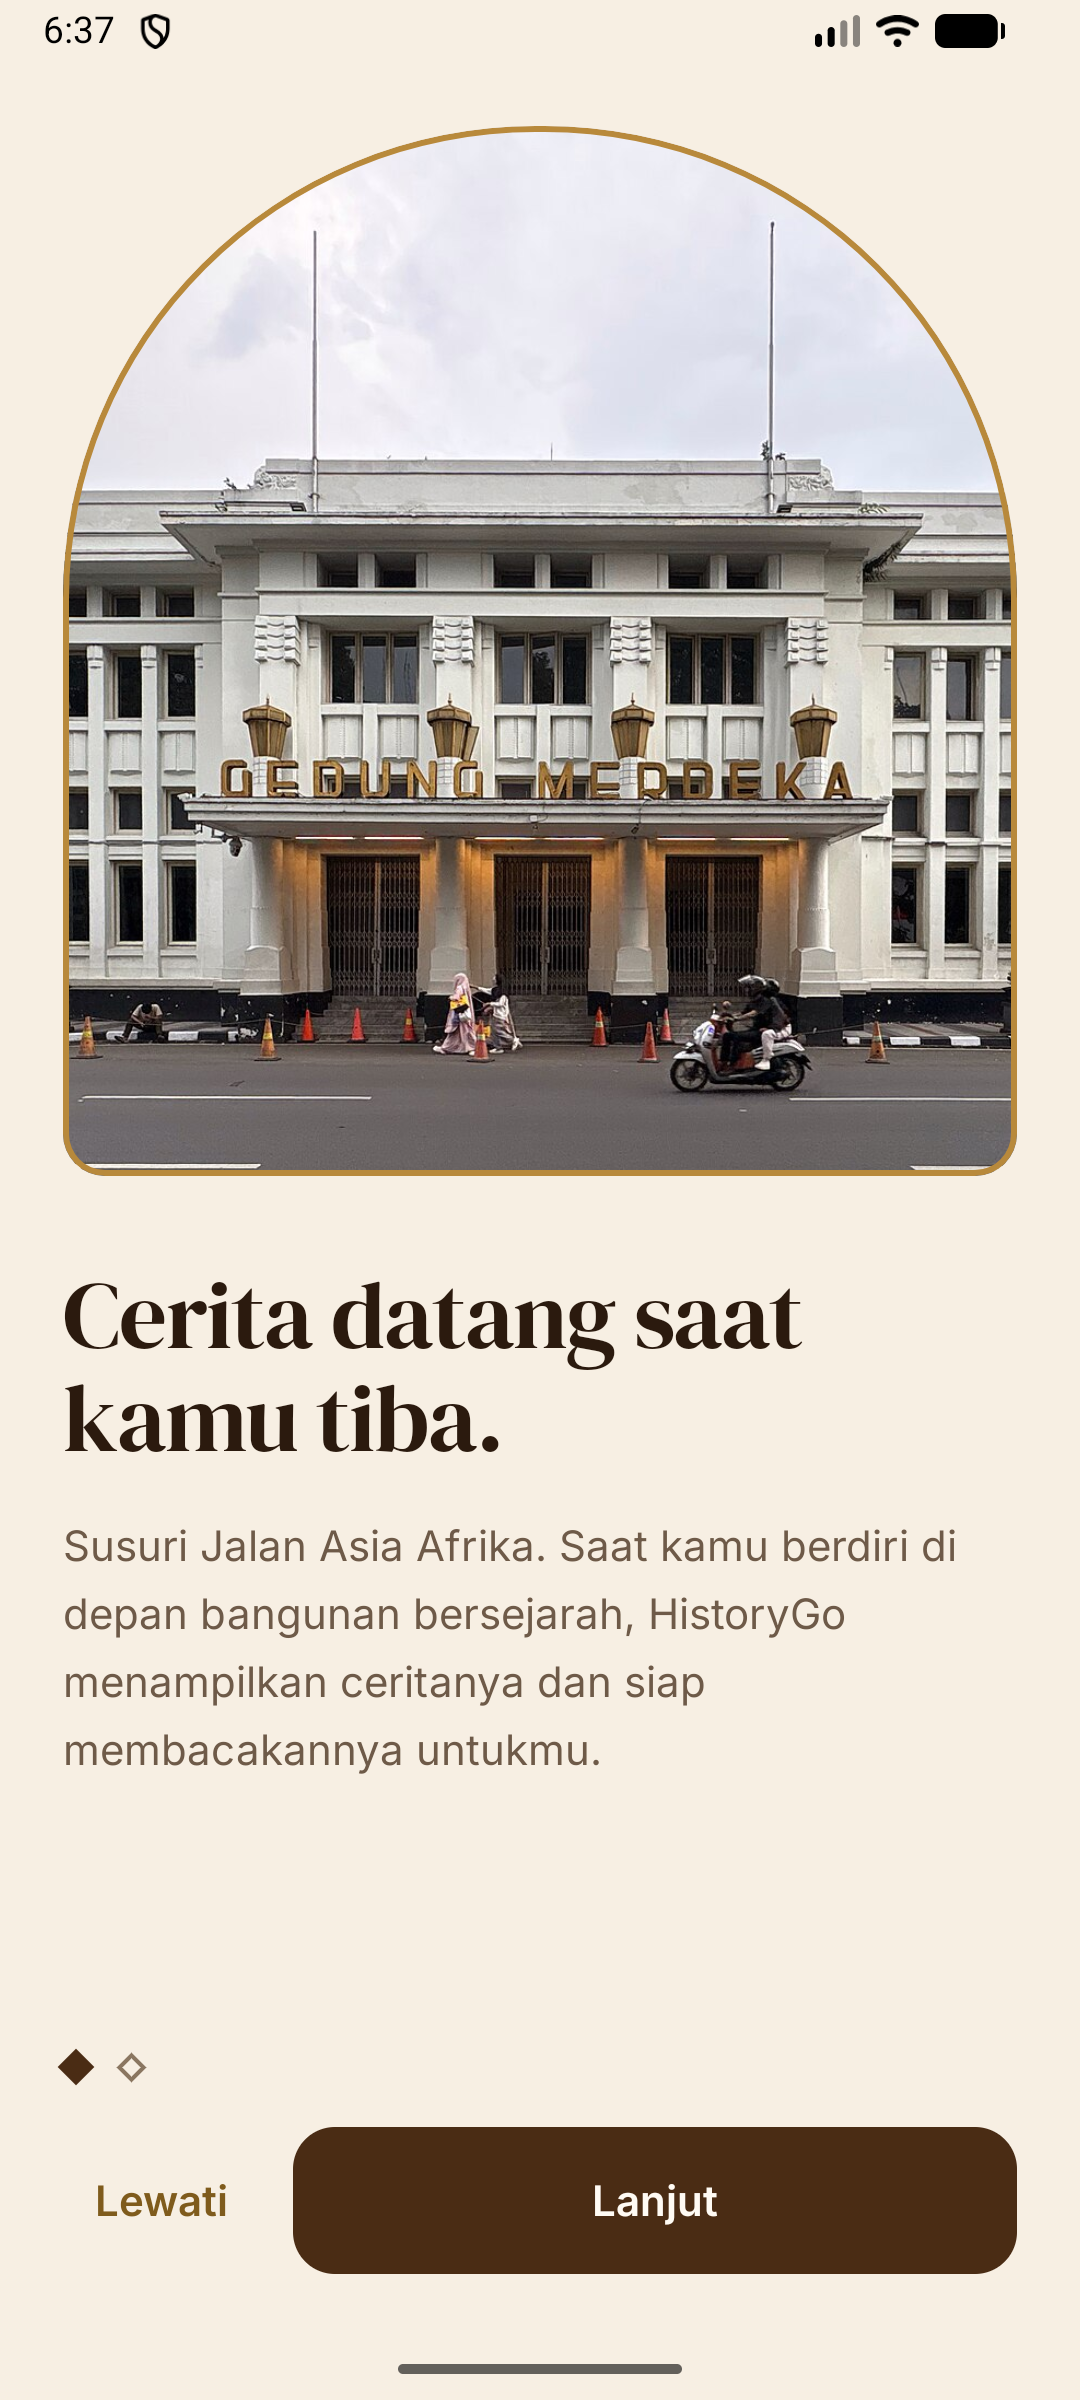 6:37
GEDUNG MERDEKA
Cerita datang saat
kamu tiba.
Susuri Jalan Asia Afrika. Saat kamu berdiri di
depan bangunan bersejarah, HistoryGo
menampilkan ceritanya dan siap
membacakannya untukmu.
Lewati
Lanjut